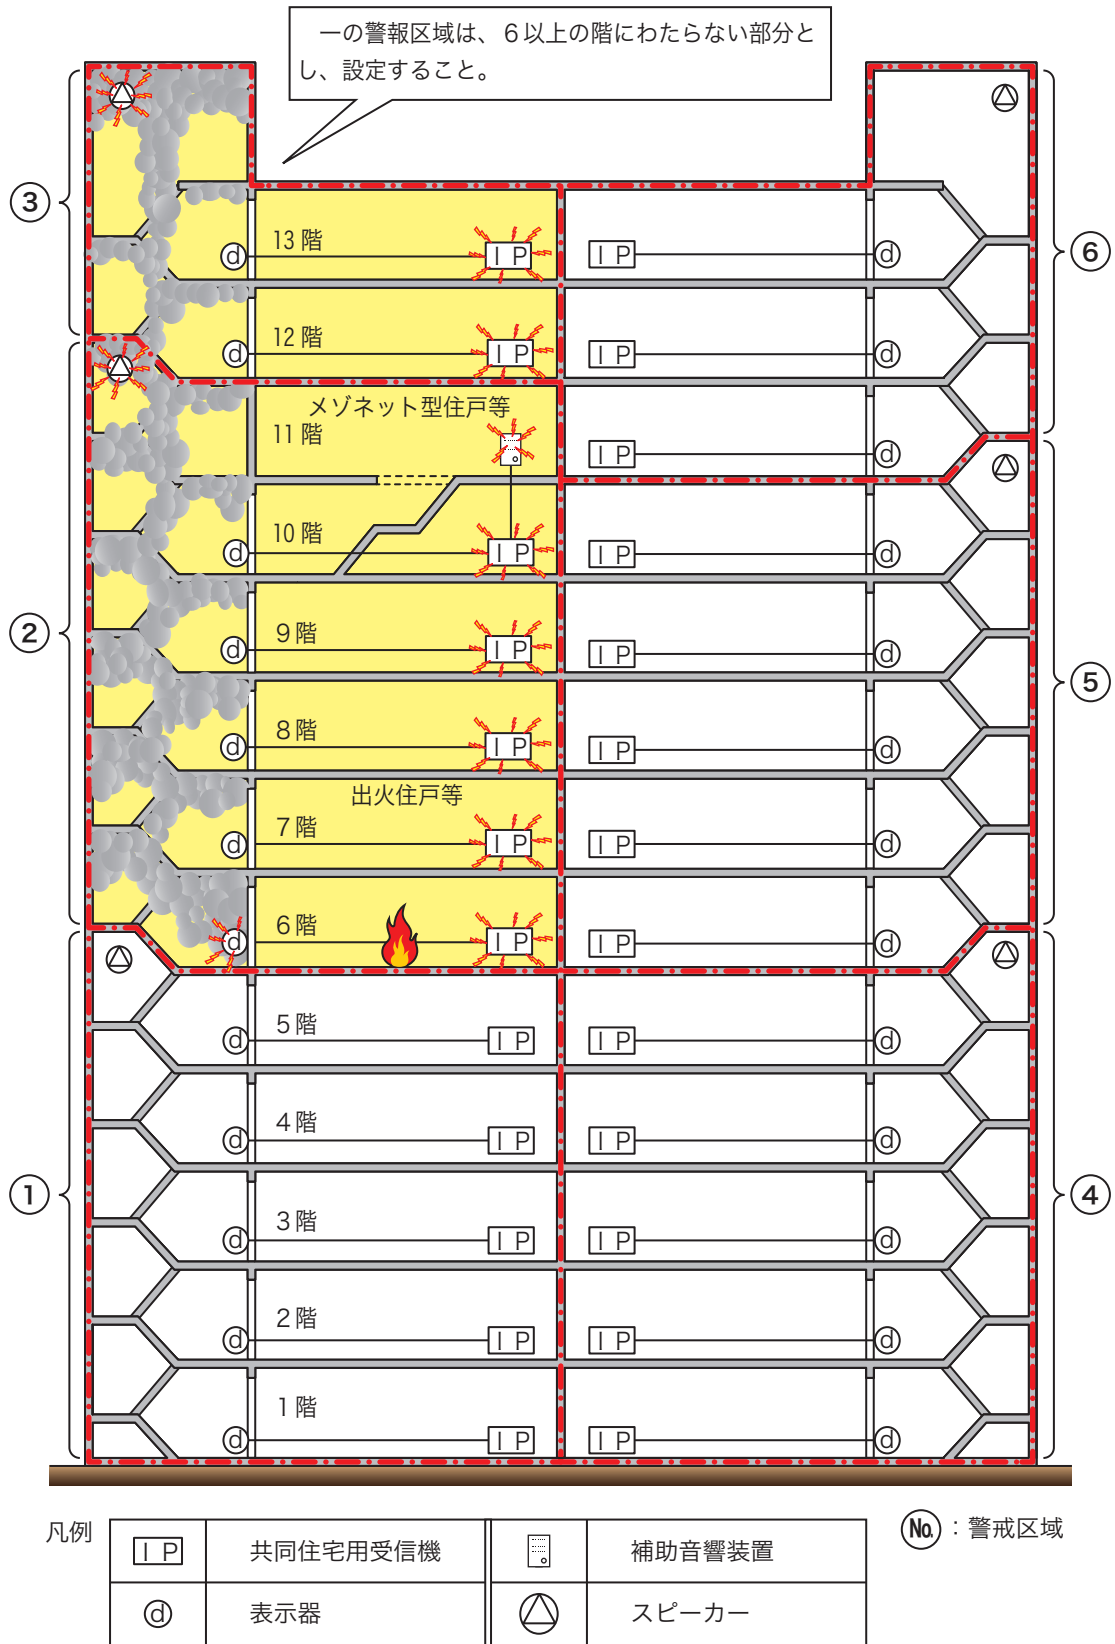 一の警報区域は、６以上の階にわたらない部分と
し、設定すること。
③
⑥
13階
IP
IP
d
d
12階
IP
IP
d
d
メゾネット型住戸等
11階
IP
d
10階
IP
IP
d
d
②
9階
IP
IP
d
d
⑤
8階
IP
IP
d
d
出火住戸等
7階
IP
IP
d
d
6階
IP
IP
d
d
5階
IP
IP
d
d
4階
IP
IP
d
d
①
④
3階
IP
IP
d
d
2階
IP
IP
d
d
1階
IP
IP
d
d
凡例
IP 共同住宅用受信機
補助音響装置
No. ：警戒区域
d 表示器
スピーカー